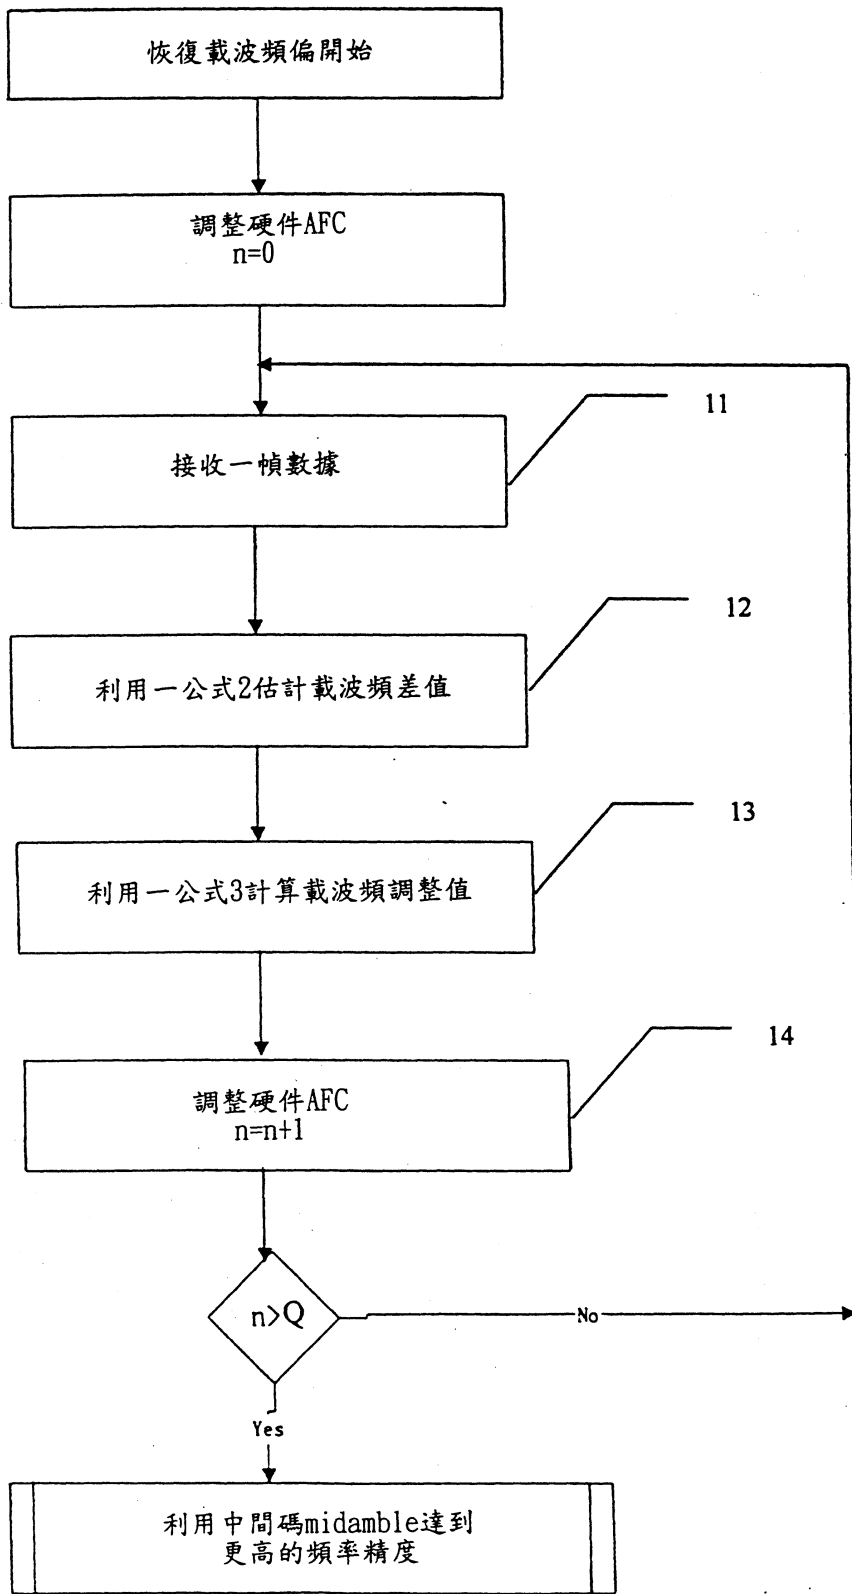 恢復載波頻偏開始
調整硬件AFC
n=0
11
接收一幀數據
12
利用一公式2估計載波頻差值
13
利用一公式3計算載波頻調整值
14
調整硬件AFC
n=n+1
n>Q
No
Yes
利用中間碼midamble達到
更高的頻率精度